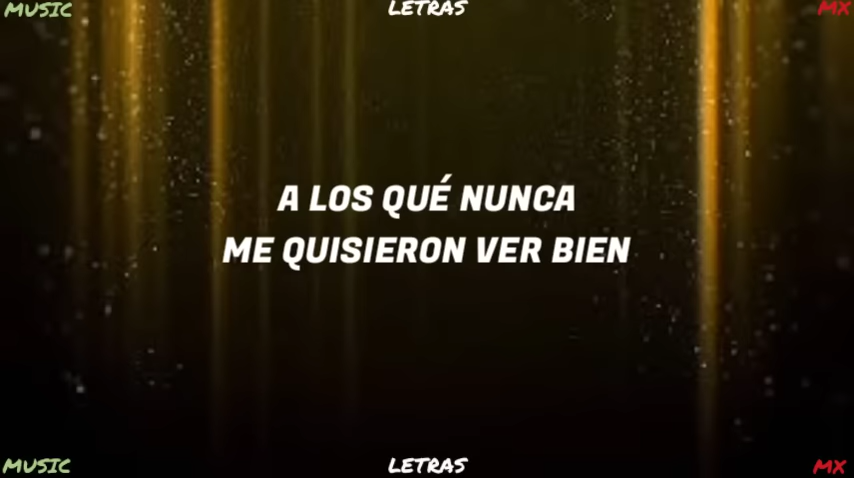 MUSIC LETRAS MX
A LOS QUÉ NUNCA
ME QUISIERON VER BIEN
MUSIC LETRAS MX